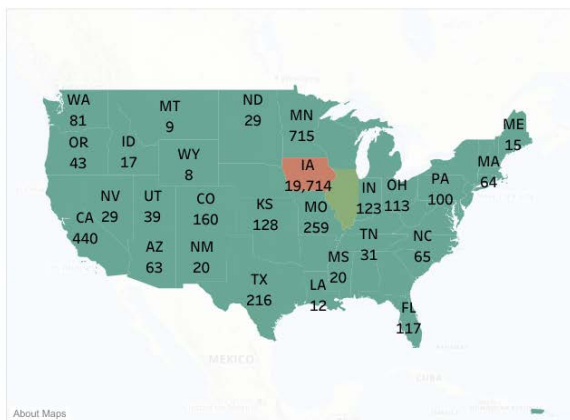 WA
81
MT
9
ND
29
MN
715
ME
15
OR
43
ID
17
WY
8
IA
19,714
MA
64
NV
29
UT
39
CO
160
KS
128
MO
259
IN
123
OH
113
PA
100
CA
440
AZ
63
NM
20
MS
20
TN
31
NC
65
TX
216
LA
12
FL
117
MEXICO
CUBA
About Maps